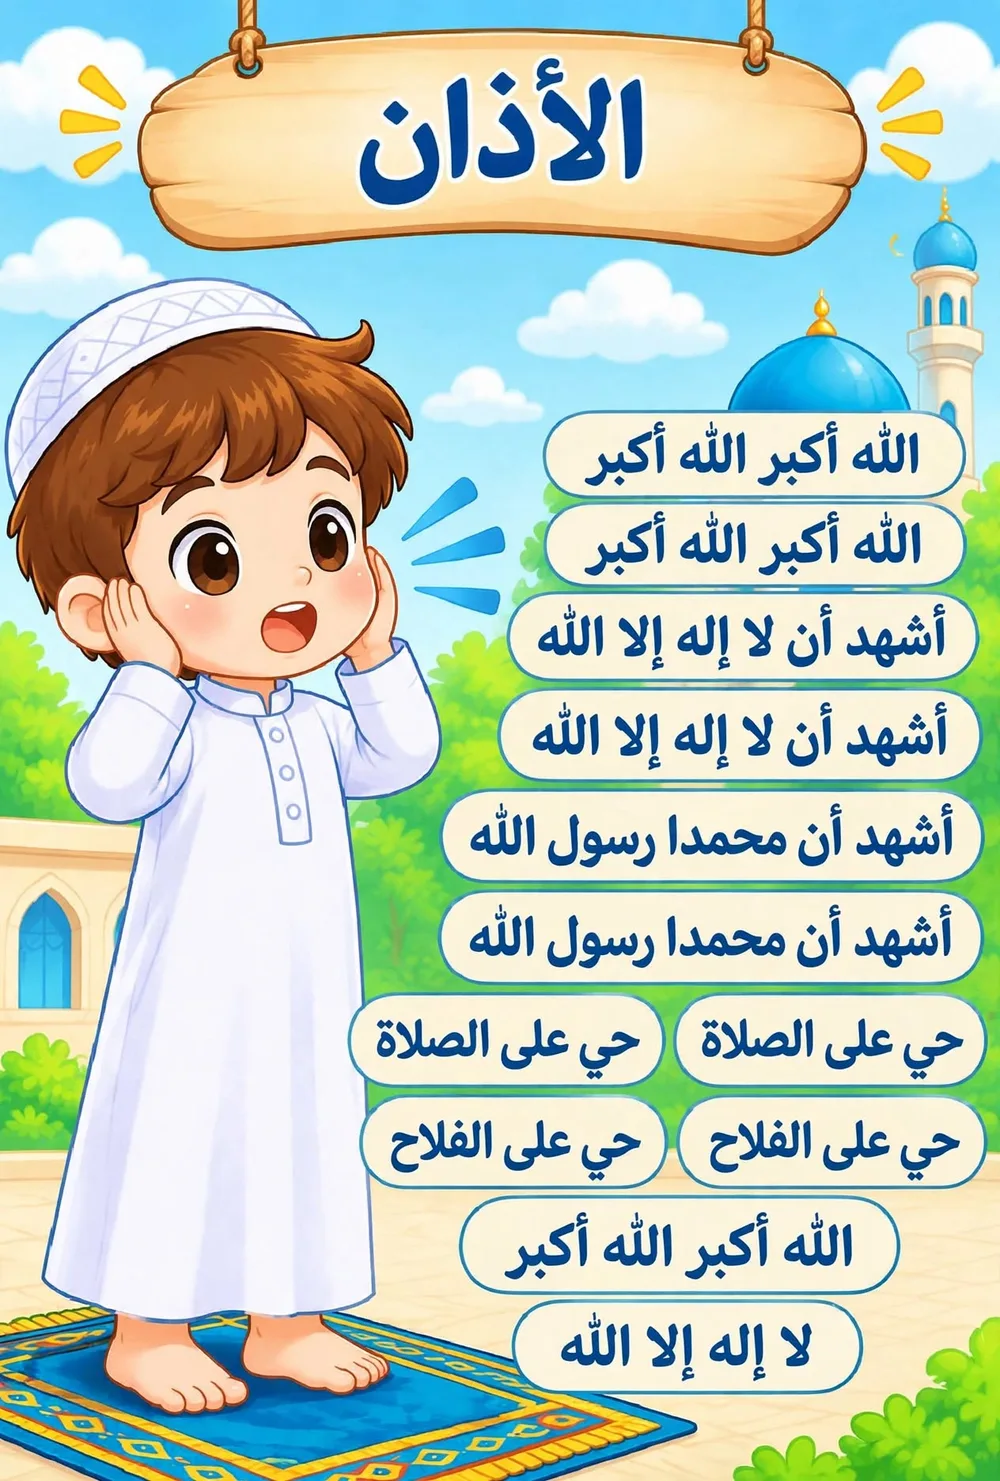 الأذان
الله أكبر الله أكبر
الله أكبر الله أكبر
أشهد أن لا إله إلا الله
أشهد أن لا إله إلا الله
أشهد أن محمدا رسول الله
أشهد أن محمدا رسول الله
حي على الصلاة حي على الصلاة
حي على الفلاح حي على الفلاح
الله أكبر الله أكبر
لا إله إلا الله